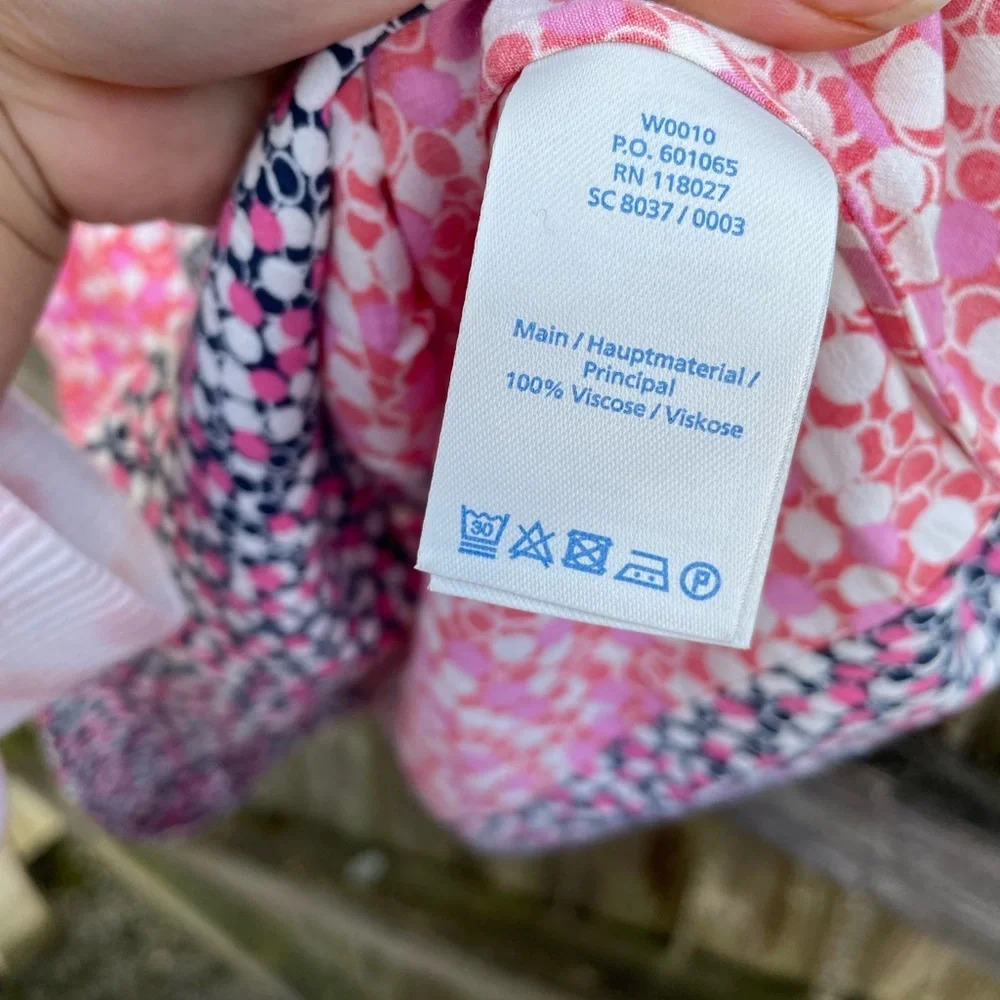 W0010
P.O. 601065
RN 118027
SC 8037 / 0003
Main / Hauptmaterial /
Principal
100% Viscose / Viskose
30
P